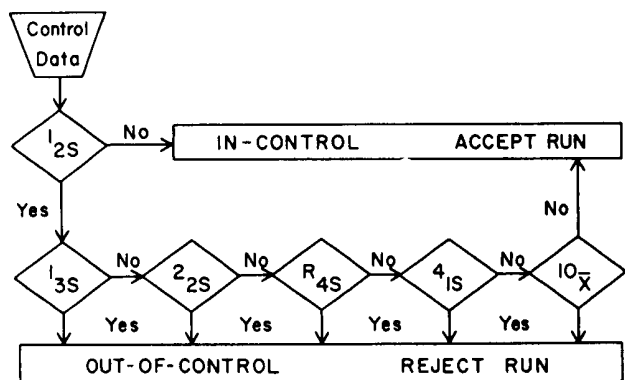 Control
Data
1 2S
No
IN-CONTROL ACCEPT RUN
Yes
No
1 3S
No
2 2S
No
R 4S
No
4 1S
No
10 x̅
Yes
Yes
Yes
Yes
OUT-OF-CONTROL REJECT RUN